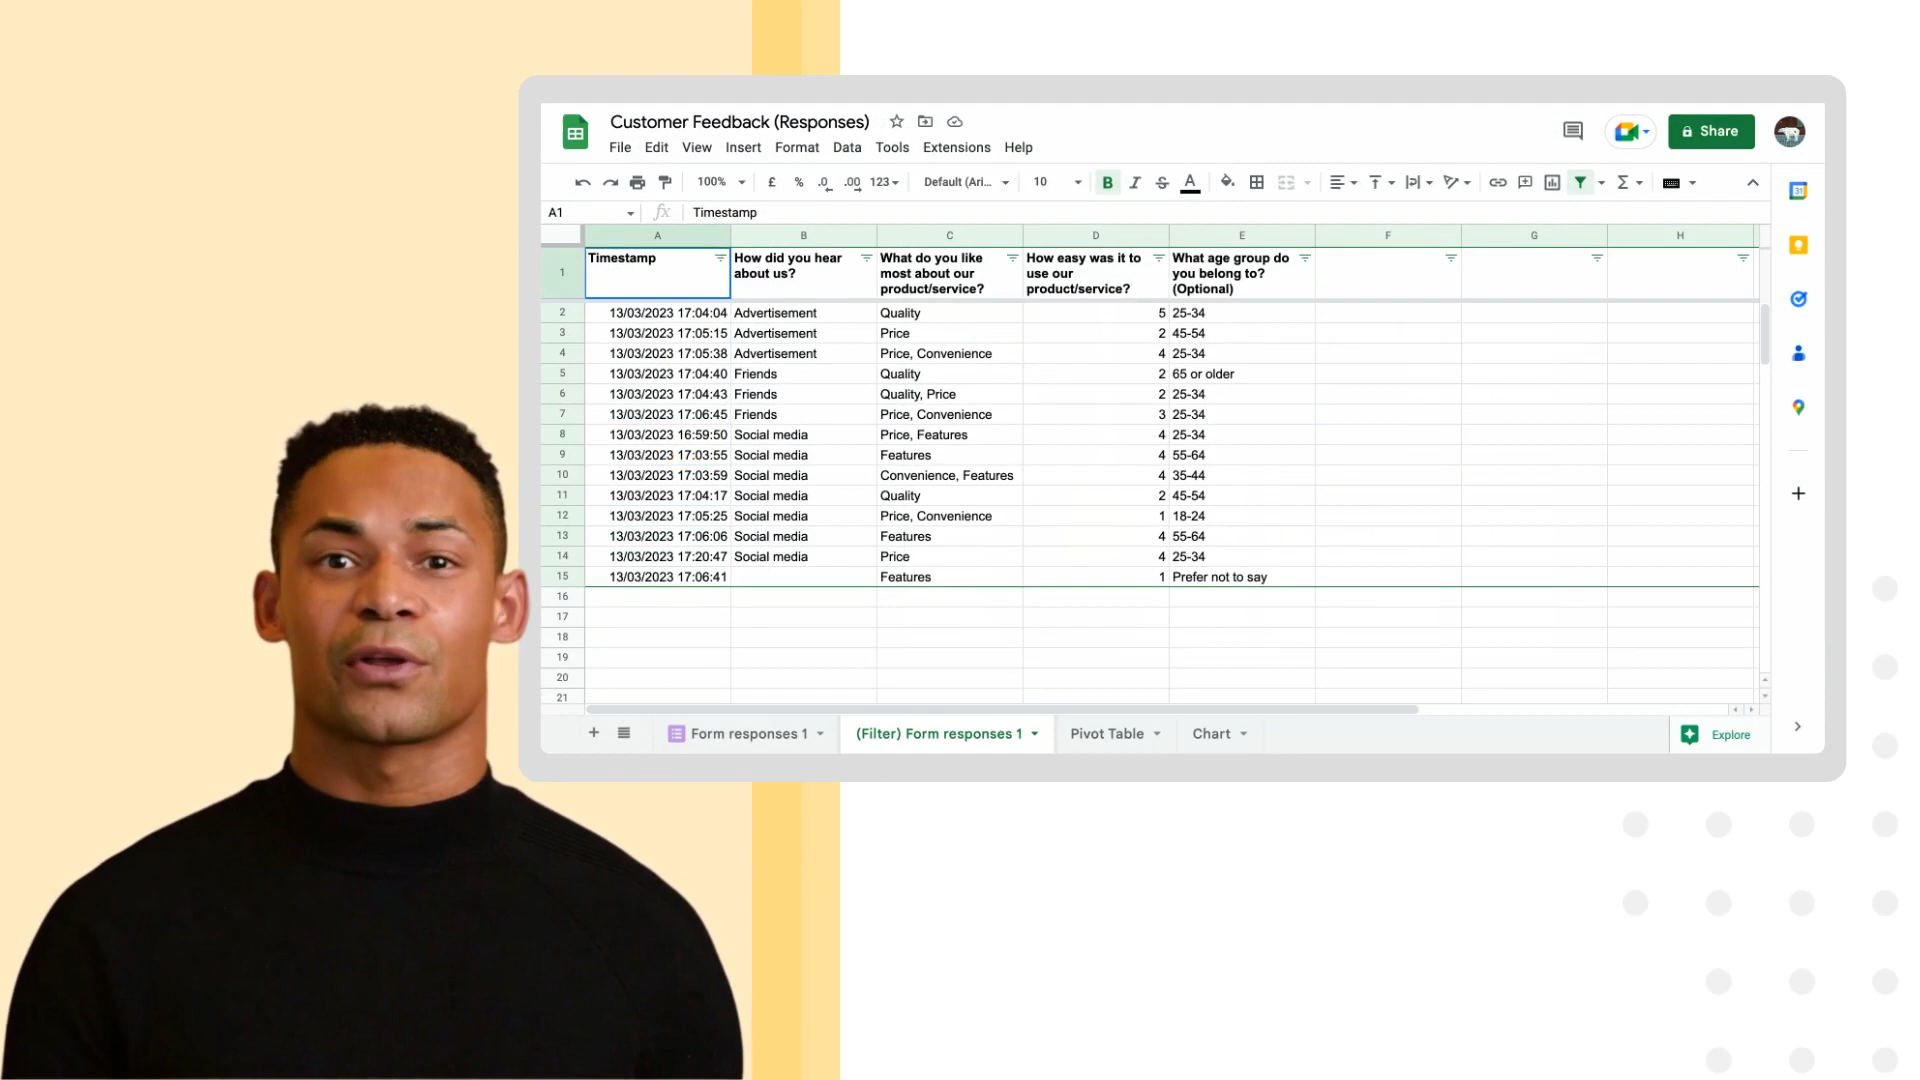 Customer Feedback (Responses)
File Edit View Insert Format Data Tools Extensions Help
Share
100% £ % .0 .00 123 Default (Ari... 10 B I S A
31
A1 fx Timestamp
A B C D E F G H
1 Timestamp How did you hear about us? What do you like most about our product/service? How easy was it to use our product/service? What age group do you belong to? (Optional)
2 13/03/2023 17:04:04 Advertisement Quality 5 25-34
3 13/03/2023 17:05:15 Advertisement Price 2 45-54
4 13/03/2023 17:05:38 Advertisement Price, Convenience 4 25-34
5 13/03/2023 17:04:40 Friends Quality 2 65 or older
6 13/03/2023 17:04:43 Friends Quality, Price 2 25-34
7 13/03/2023 17:06:45 Friends Price, Convenience 3 25-34
8 13/03/2023 16:59:50 Social media Price, Features 4 25-34
9 13/03/2023 17:03:55 Social media Features 4 55-64
10 13/03/2023 17:03:59 Social media Convenience, Features 4 35-44
11 13/03/2023 17:04:17 Social media Quality 2 45-54
12 13/03/2023 17:05:25 Social media Price, Convenience 1 18-24
13 13/03/2023 17:06:06 Social media Features 4 55-64
14 13/03/2023 17:20:47 Social media Price 4 25-34
15 13/03/2023 17:06:41 Features 1 Prefer not to say
16
17
18
19
20
21
Form responses 1 (Filter) Form responses 1 Pivot Table Chart Explore